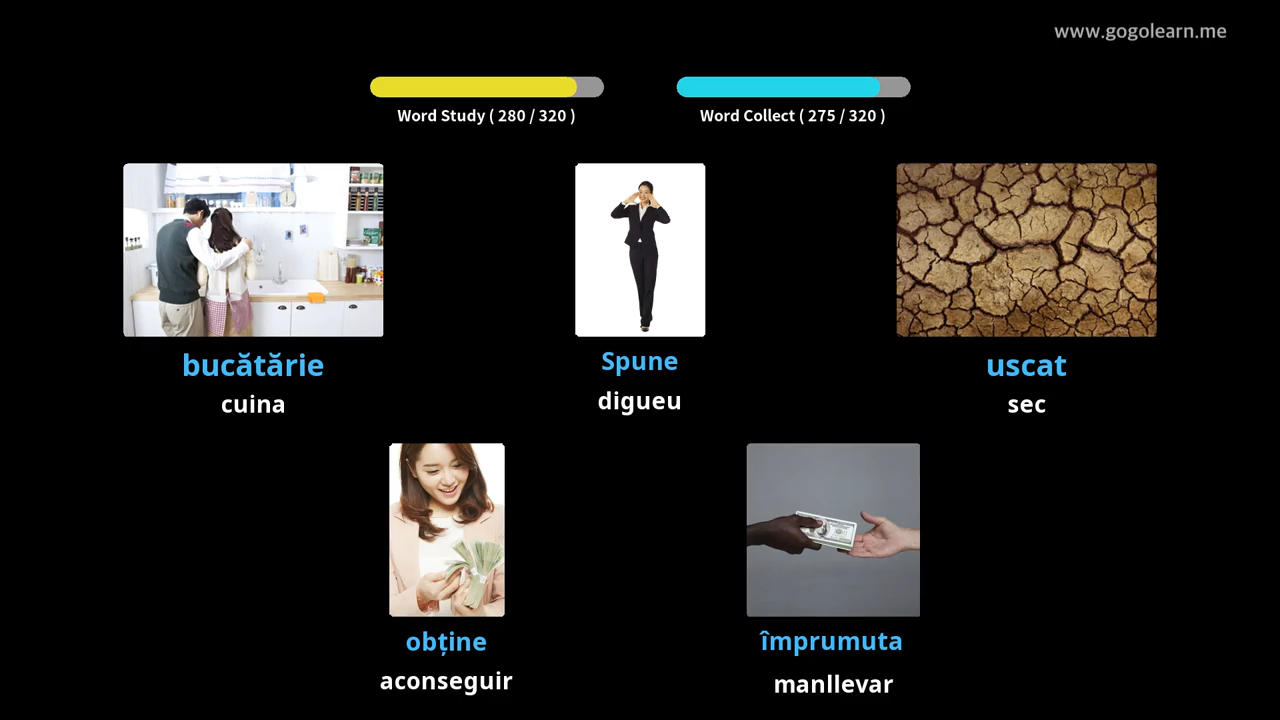 www.gogolearn.me
Word Study ( 280 / 320 )
Word Collect ( 275 / 320 )
bucătărie
cuina
Spune
digueu
uscat
sec
obține
aconseguir
împrumuta
manllevar